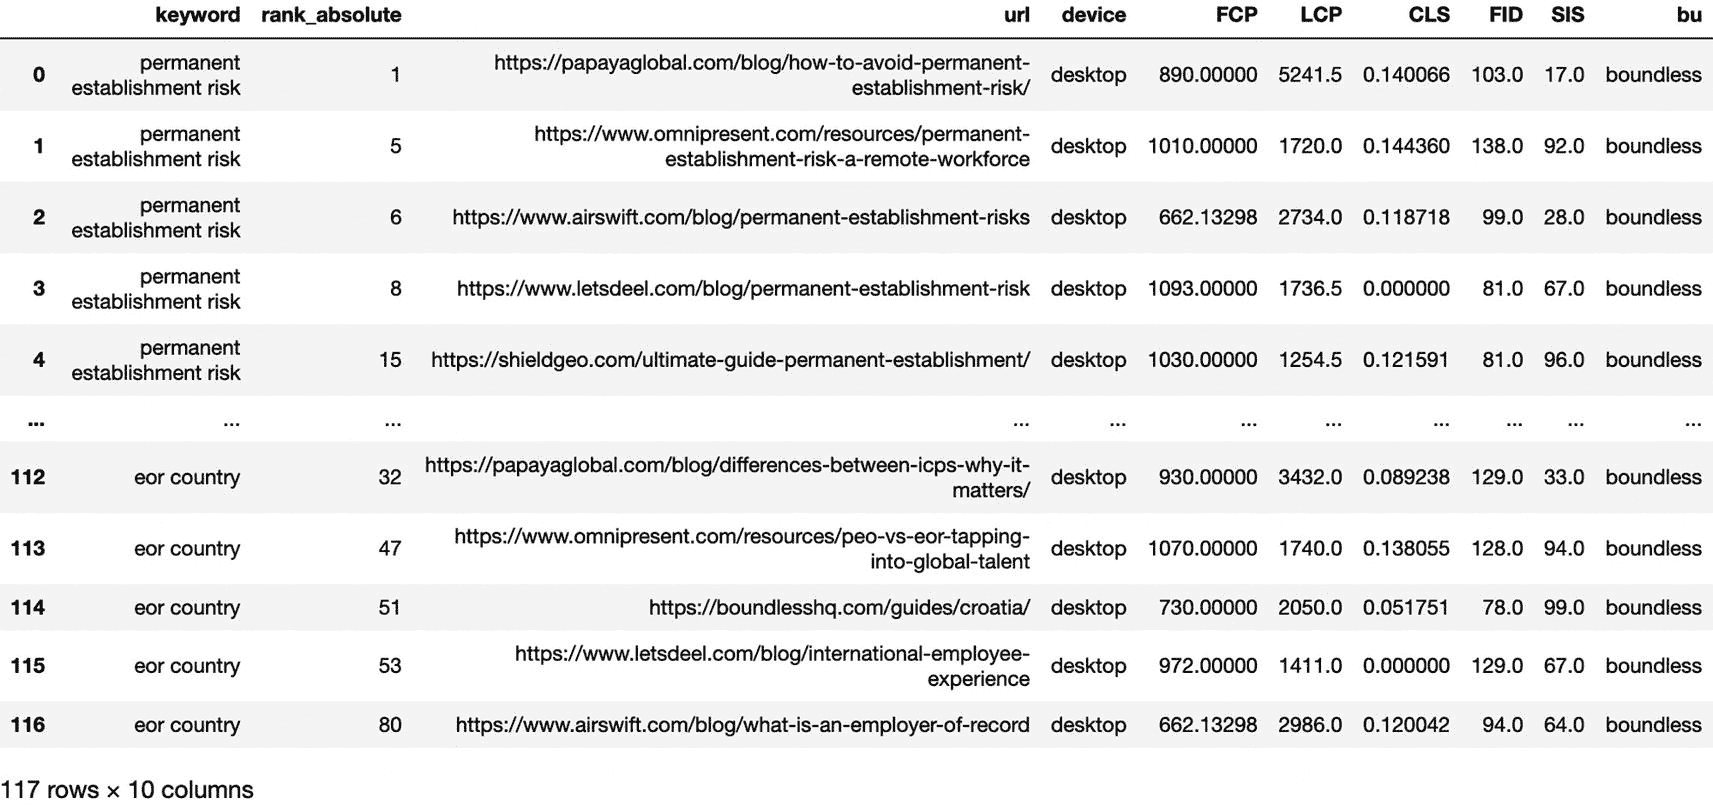 keyword rank_absolute url device FCP LCP CLS FID SIS bu
0 permanent establishment risk 1 https://papayaglobal.com/blog/how-to-avoid-permanent-establishment-risk/ desktop 890.00000 5241.5 0.140066 103.0 17.0 boundless
1 permanent establishment risk 5 https://www.omnipresent.com/resources/permanent-establishment-risk-a-remote-workforce desktop 1010.00000 1720.0 0.144360 138.0 92.0 boundless
2 permanent establishment risk 6 https://www.airswift.com/blog/permanent-establishment-risks desktop 662.13298 2734.0 0.118718 99.0 28.0 boundless
3 permanent establishment risk 8 https://www.letsdeel.com/blog/permanent-establishment-risk desktop 1093.00000 1736.5 0.000000 81.0 67.0 boundless
4 permanent establishment risk 15 https://shieldgeo.com/ultimate-guide-permanent-establishment/ desktop 1030.00000 1254.5 0.121591 81.0 96.0 boundless
... ... ... ... ... ... ... ... ... ... ...
112 eor country 32 https://papayaglobal.com/blog/differences-between-icps-why-it-matters/ desktop 930.00000 3432.0 0.089238 129.0 33.0 boundless
113 eor country 47 https://www.omnipresent.com/resources/peo-vs-eor-tapping-into-global-talent desktop 1070.00000 1740.0 0.138055 128.0 94.0 boundless
114 eor country 51 https://boundlesshq.com/guides/croatia/ desktop 730.00000 2050.0 0.051751 78.0 99.0 boundless
115 eor country 53 https://www.letsdeel.com/blog/international-employee-experience desktop 972.00000 1411.0 0.000000 129.0 67.0 boundless
116 eor country 80 https://www.airswift.com/blog/what-is-an-employer-of-record desktop 662.13298 2986.0 0.120042 94.0 64.0 boundless
117 rows × 10 columns